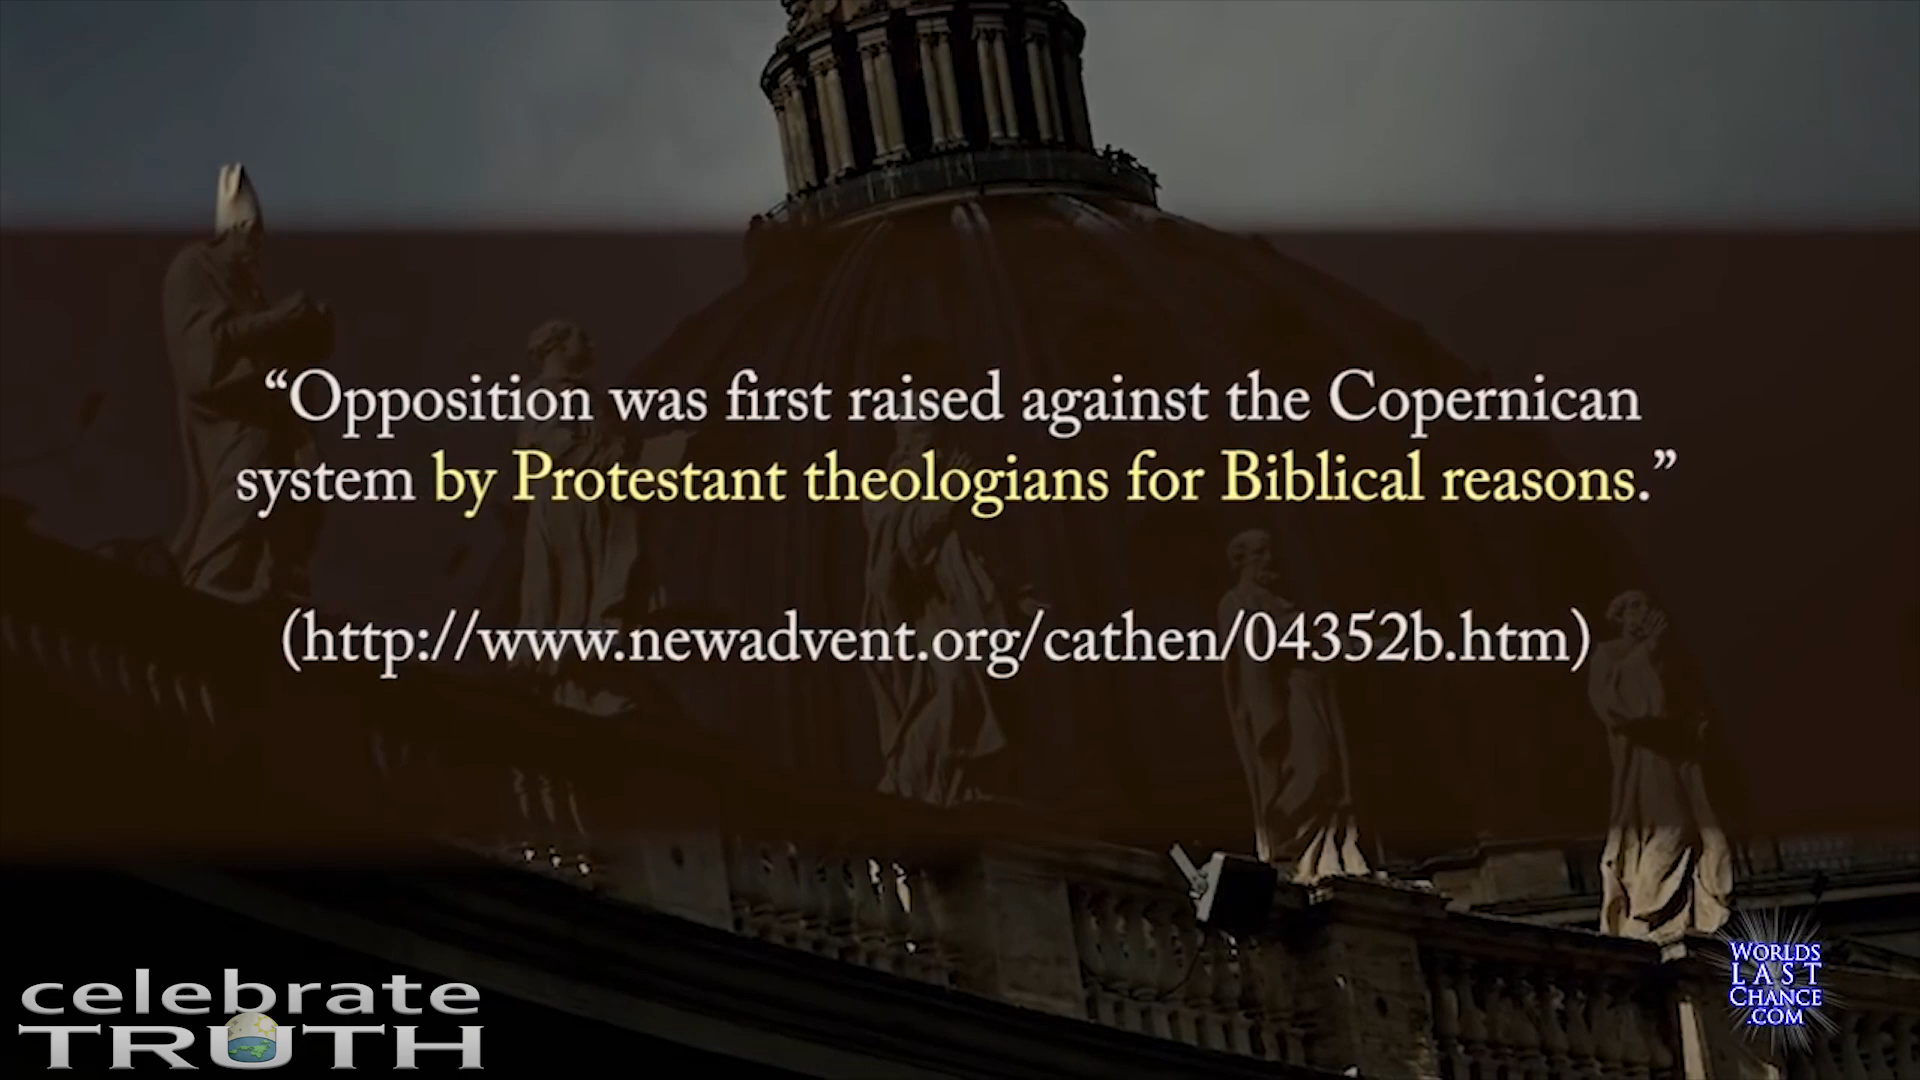 “Opposition was first raised against the Copernican
system by Protestant theologians for Biblical reasons.”
(http://www.newadvent.org/cathen/04352b.htm)
celebrate
TRUTH
WORLDS
LAST
CHANCE
.COM